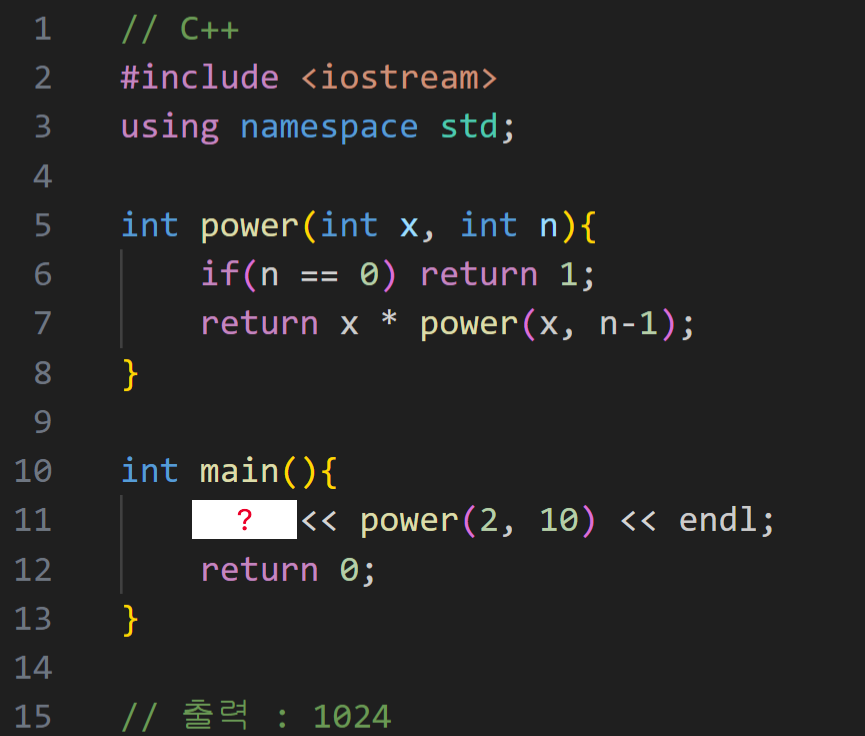 1 // C++
2 #include <iostream>
3 using namespace std;
4
5 int power(int x, int n){
6 if(n == 0) return 1;
7 return x * power(x, n-1);
8 }
9
10 int main(){
11 ? << power(2, 10) << endl;
12 return 0;
13 }
14
15 // 출력 : 1024